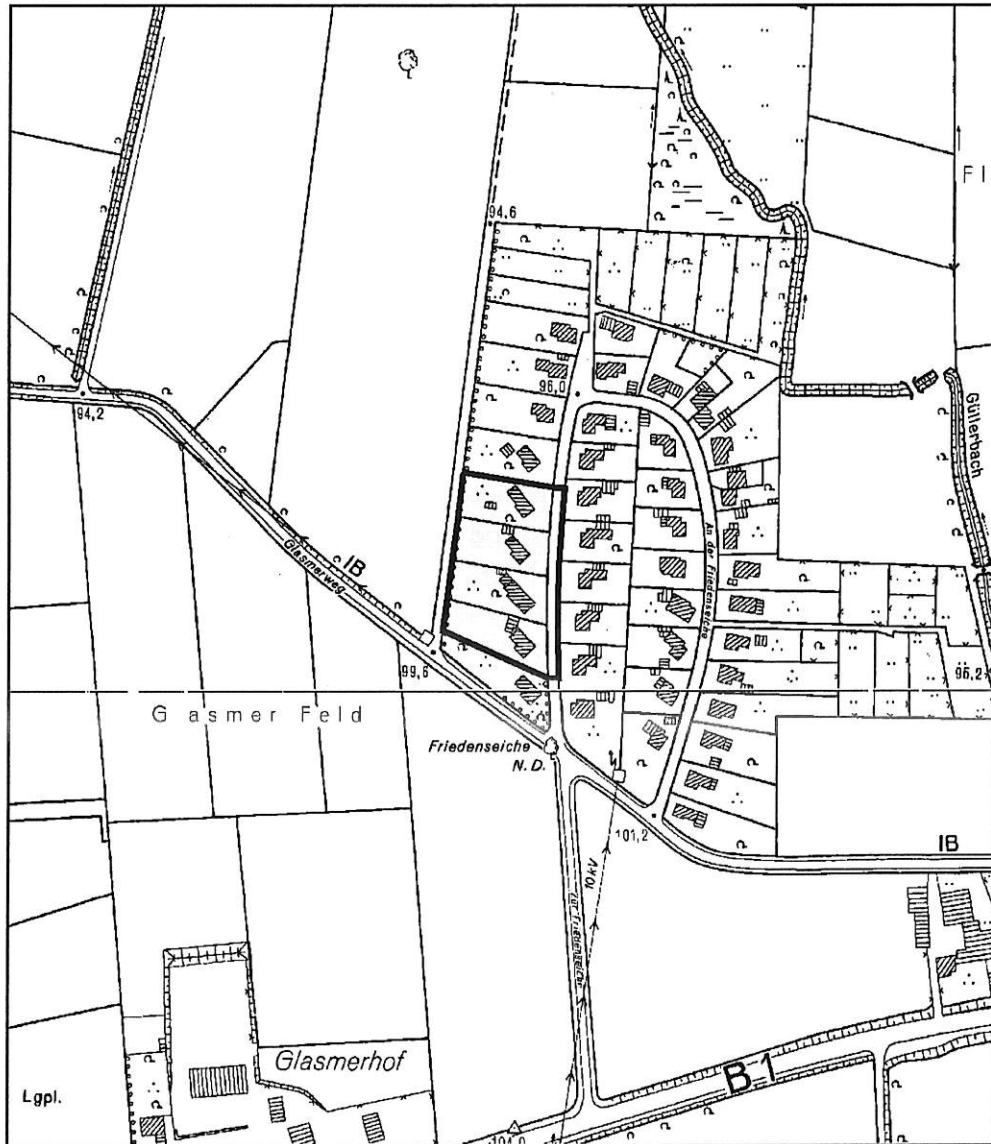 Fl
94,6
96,0
94,2
Güllerbach
IB
Glasmerweg
An der Friedenseiche
99,6
96,2
G asmer Feld
Friedenseiche
N. D.
101,2
IB
10 kV
zur Friedenseiche
Glasmerhof
B 1
Lgpl.
104,0